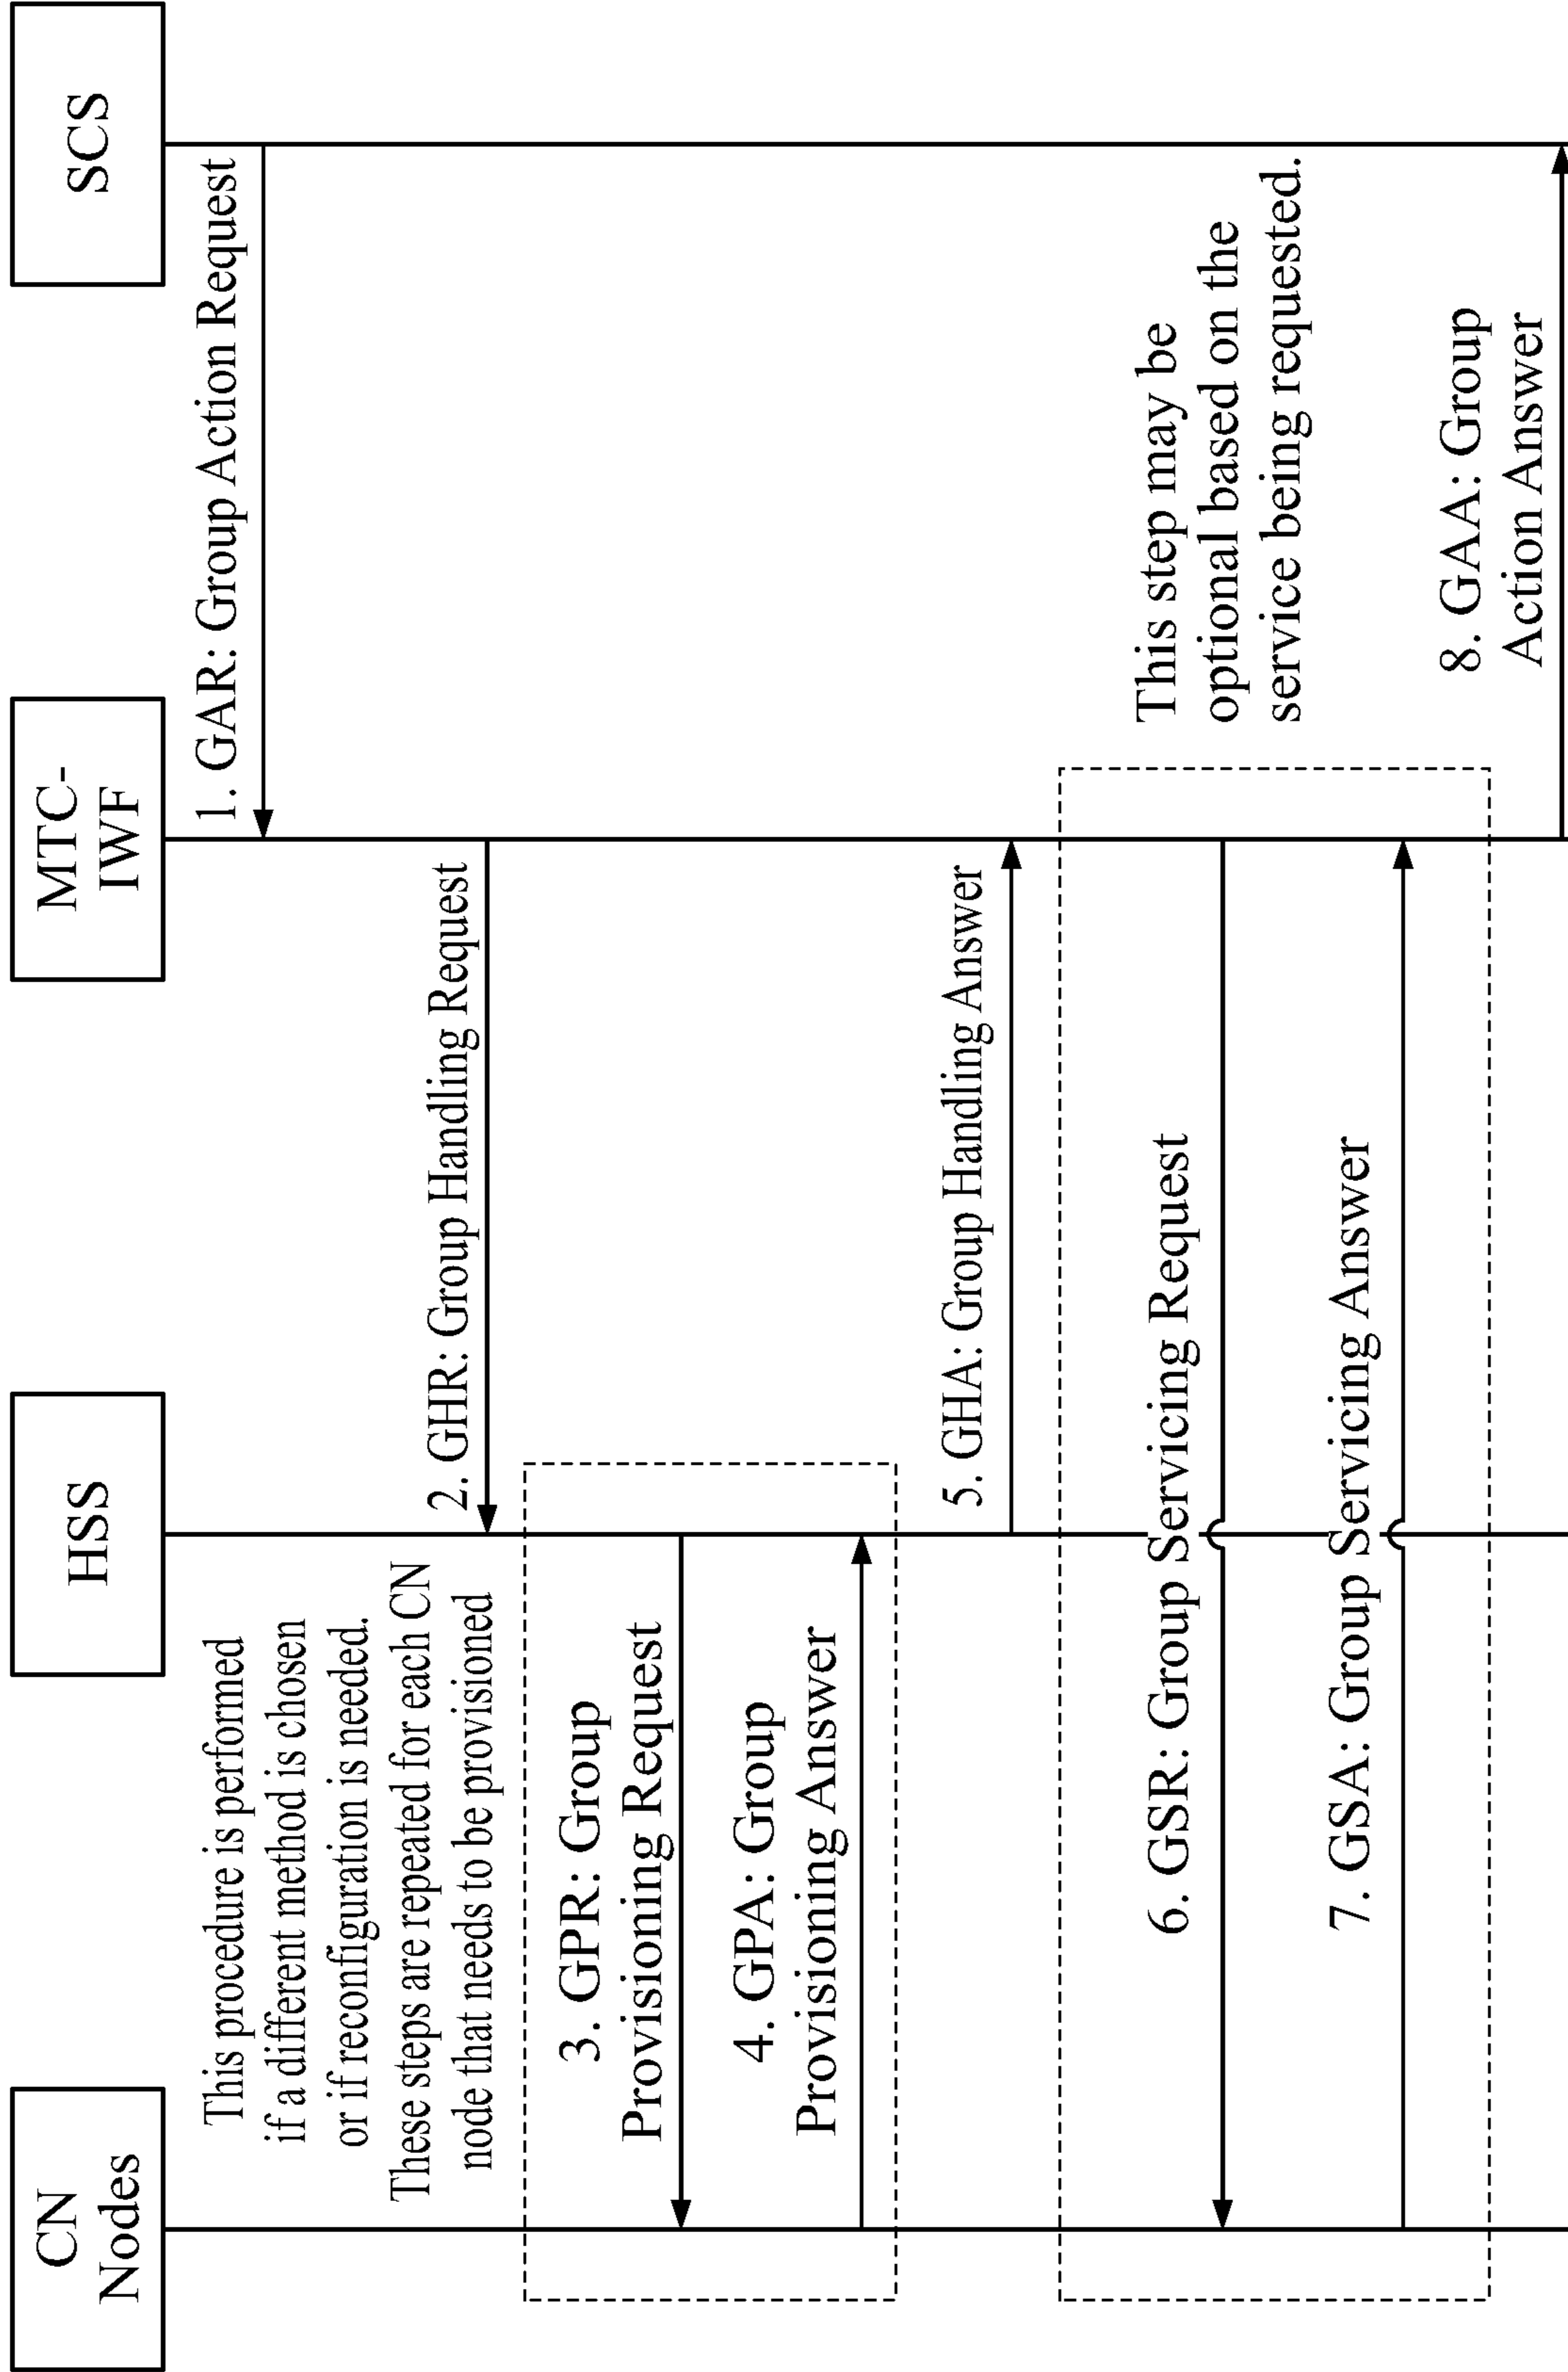 CN
Nodes
HSS
MTC-
IWF
SCS
1. GAR: Group Action Request
This procedure is performed
if a different method is chosen
or if reconfiguration is needed.
These steps are repeated for each CN
node that needs to be provisioned
2. GHR: Group Handling Request
3. GPR: Group
Provisioning Request
4. GPA: Group
Provisioning Answer
5. GHA: Group Handling Answer
This step may be
optional based on the
service being requested.
6. GSR: Group Servicing Request
7. GSA: Group Servicing Answer
8. GAA: Group
Action Answer